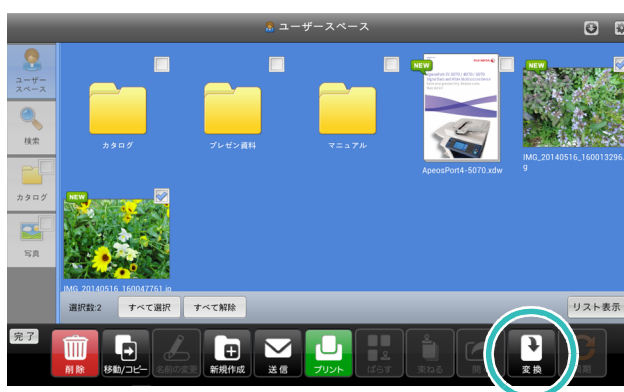 ユーザースペース
ユーザー
スペース
検索
カタログ
写真
カタログ
プレゼン資料
マニュアル
NEW
ApeosPort4-5070.xdw
NEW
IMG_20140516_160013296.
g
NEW
IMG_20140516_160047761.jp
選択数:2
すべて選択
すべて解除
リスト表示
完了
削除
移動/コピー
名前の変更
新規作成
送信
プリント
ばらす
束ねる
開
変換
期